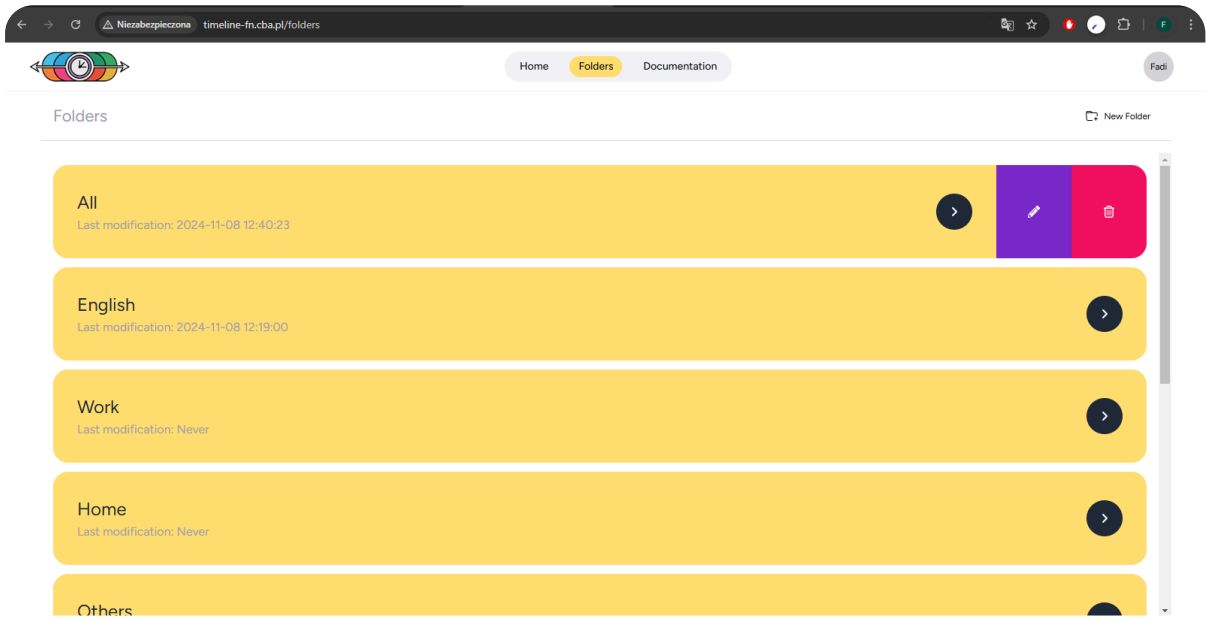 Niezabezpieczona timeline-fn.cba.pl/folders
F
Home Folders Documentation
Fadi
Folders
New Folder
All
Last modification: 2024-11-08 12:40:23
English
Last modification: 2024-11-08 12:19:00
Work
Last modification: Never
Home
Last modification: Never
Others